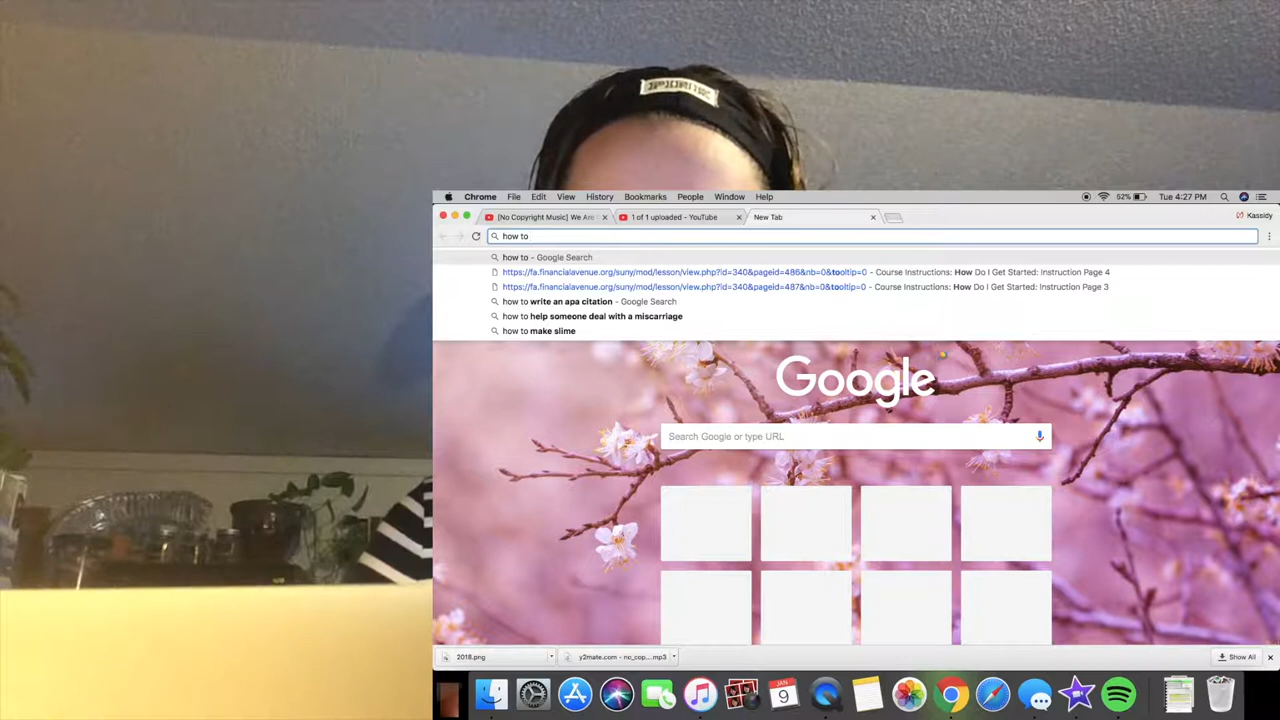 Chrome File Edit View History Bookmarks People Window Help 52% Tue 4:27 PM
[No Copyright Music] We Are
1 of 1 uploaded - YouTube
New Tab
Kassidy
how to
how to - Google Search
https://fa.financialavenue.org/suny/mod/lesson/view.php?id=340&pageid=486&nb=0&tooltip=0 - Course Instructions: How Do I Get Started: Instruction Page 4
https://fa.financialavenue.org/suny/mod/lesson/view.php?id=340&pageid=487&nb=0&tooltip=0 - Course Instructions: How Do I Get Started: Instruction Page 3
how to write an apa citation - Google Search
how to help someone deal with a miscarriage
how to make slime
Google
Search Google or type URL
2018.png
y2mate.com - no_cop....mp3
Show All
JAN
9